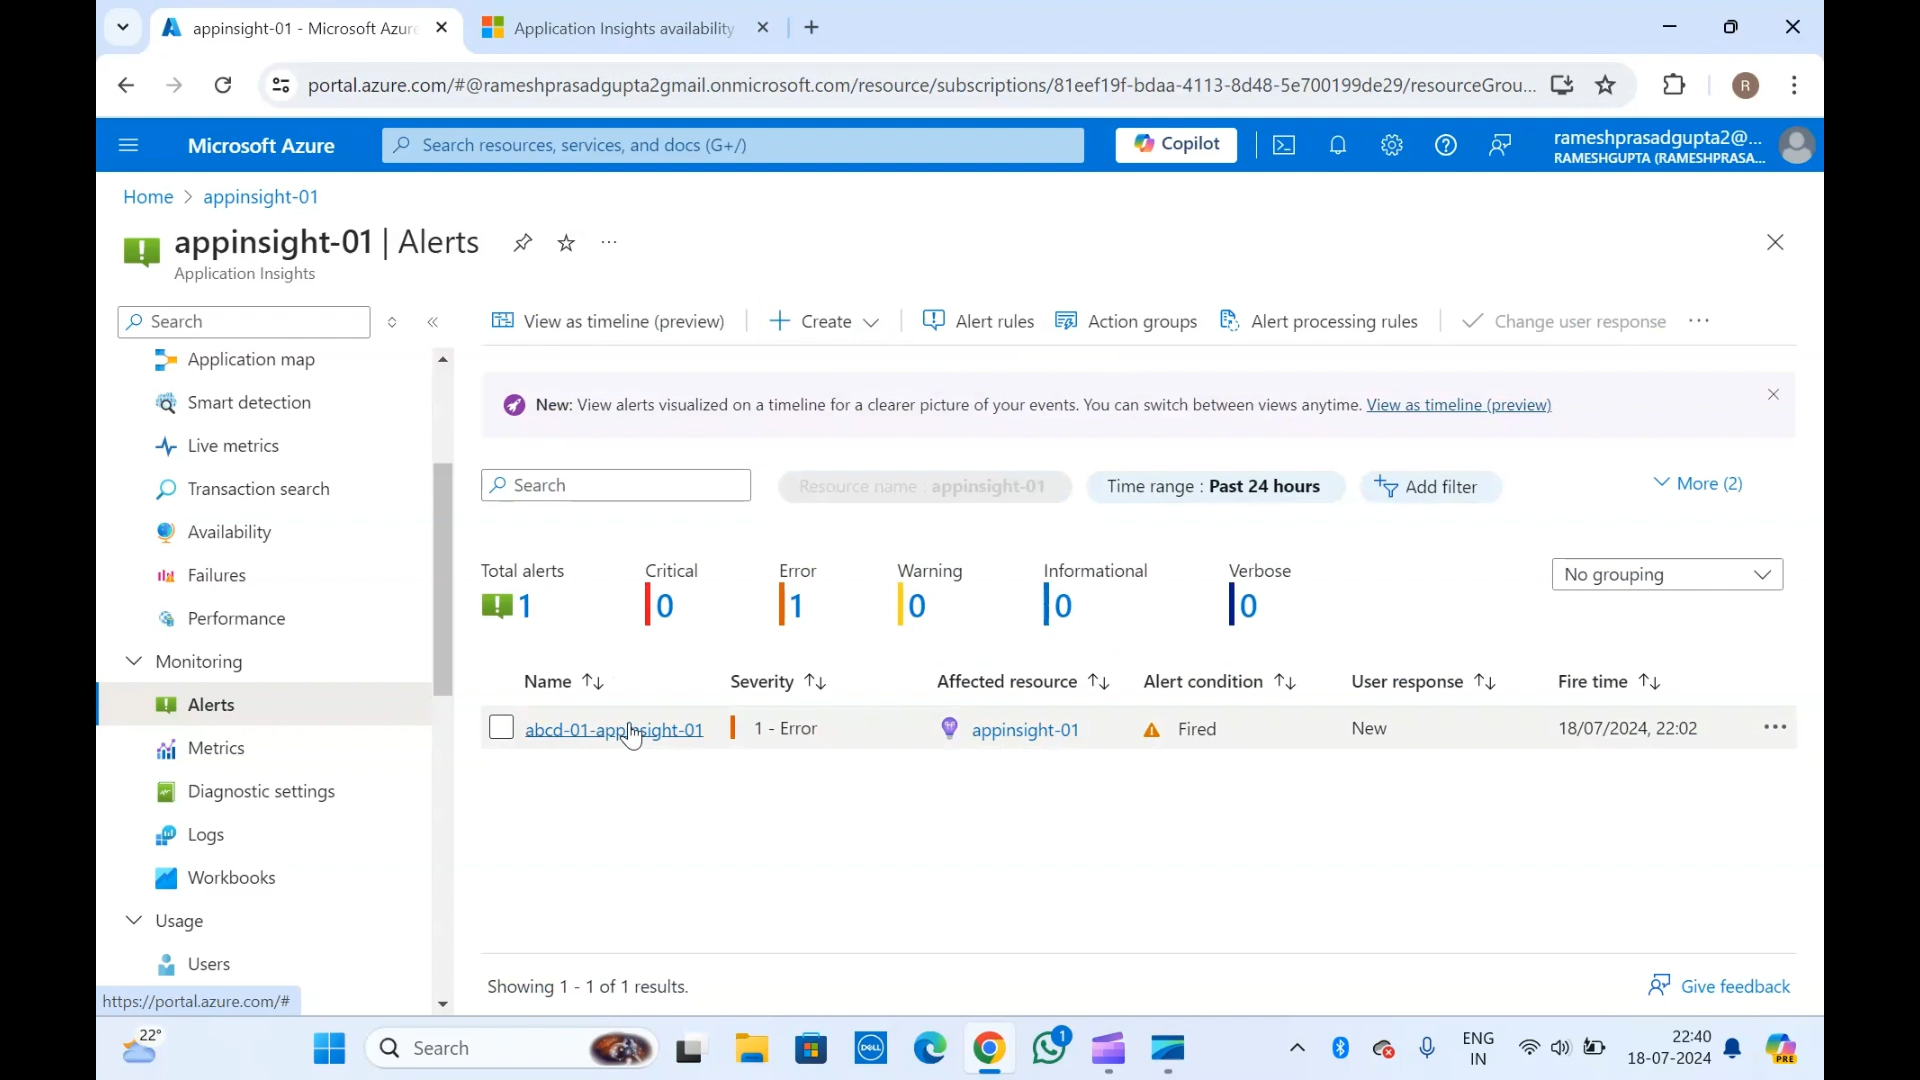 appinsight-01 - Microsoft Azure
Application Insights availability
portal.azure.com/#@rameshprasadgupta2gmail.onmicrosoft.com/resource/subscriptions/81eef19f-bdaa-4113-8d48-5e700199de29/resourceGrou...
R
Microsoft Azure
Search resources, services, and docs (G+/)
Copilot
rameshprasadgupta2@...
RAMESHGUPTA (RAMESHPRASA...
Home > appinsight-01
appinsight-01 | Alerts
Application Insights
Search
View as timeline (preview)
Create
Alert rules
Action groups
Alert processing rules
Change user response
Application map
Smart detection
Live metrics
Transaction search
Availability
Failures
Performance
Monitoring
Alerts
Metrics
Diagnostic settings
Logs
Workbooks
Usage
Users
https://portal.azure.com/#
New: View alerts visualized on a timeline for a clearer picture of your events. You can switch between views anytime. View as timeline (preview)
Search
Resource name : appinsight-01
Time range : Past 24 hours
Add filter
More (2)
Total alerts Critical Error Warning Informational Verbose
1 0 1 0 0 0
No grouping
Name Severity Affected resource Alert condition User response Fire time
abcd-01-appinsight-01 1 - Error appinsight-01 Fired New 18/07/2024, 22:02
Showing 1 - 1 of 1 results.
Give feedback
22°
Search
DELL
1
ENG
IN
22:40
18-07-2024
PRE